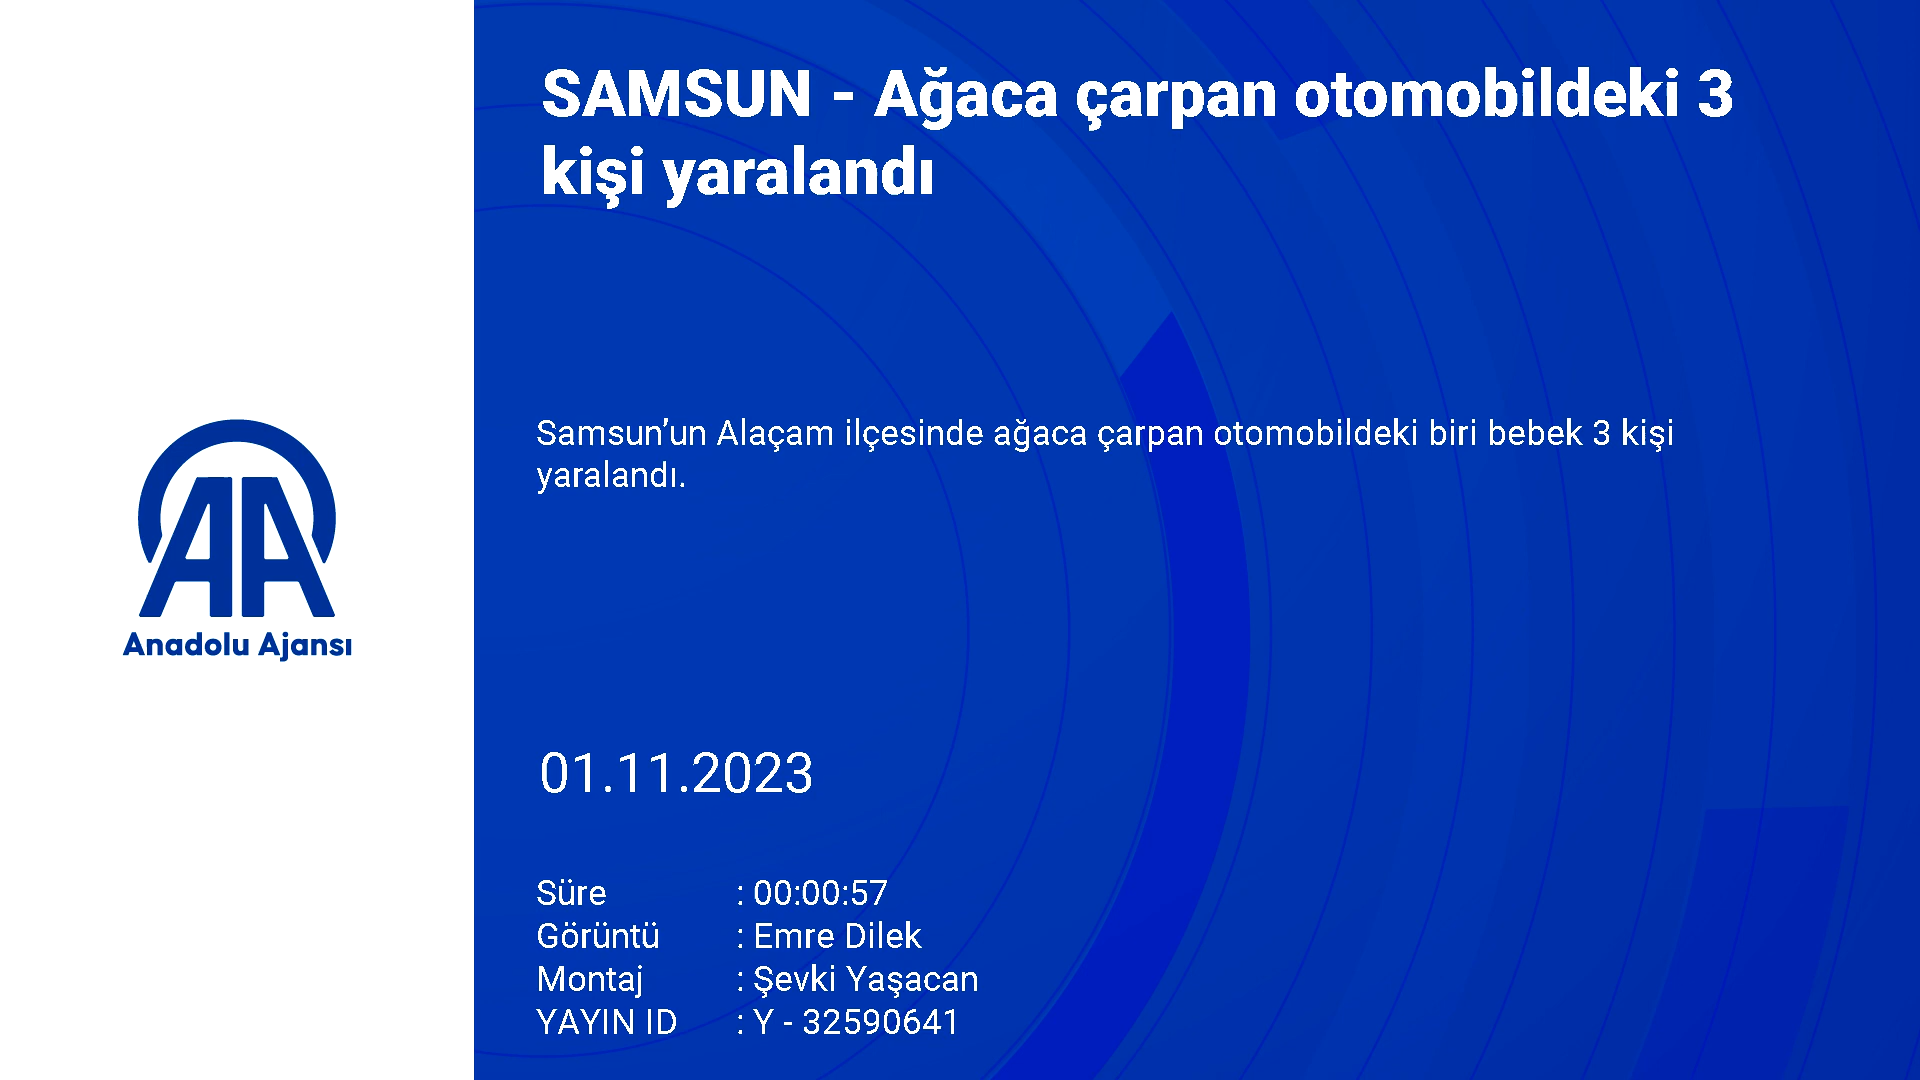 SAMSUN - Ağaca çarpan otomobildeki 3
kişi yaralandı
Samsun’un Alaçam ilçesinde ağaca çarpan otomobildeki biri bebek 3 kişi
yaralandı.
AA
Anadolu Ajansı
01.11.2023
Süre : 00:00:57
Görüntü : Emre Dilek
Montaj : Şevki Yaşacan
YAYIN ID : Y - 32590641